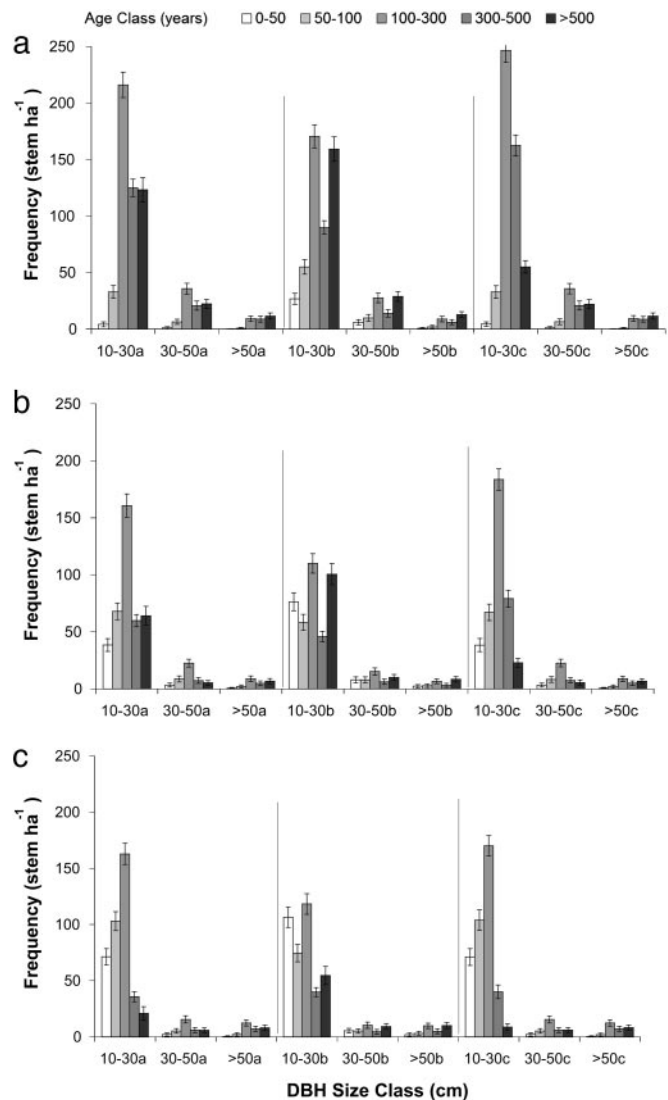 Age Class (years) 0-50 50-100 100-300 300-500 >500
a
Frequency (stem ha-1)
250
200
150
100
50
0
10-30a 30-50a >50a 10-30b 30-50b >50b 10-30c 30-50c >50c
b
Frequency (stem ha-1)
250
200
150
100
50
0
10-30a 30-50a >50a 10-30b 30-50b >50b 10-30c 30-50c >50c
c
Frequency (stem ha-1)
250
200
150
100
50
0
10-30a 30-50a >50a 10-30b 30-50b >50b 10-30c 30-50c >50c
DBH Size Class (cm)